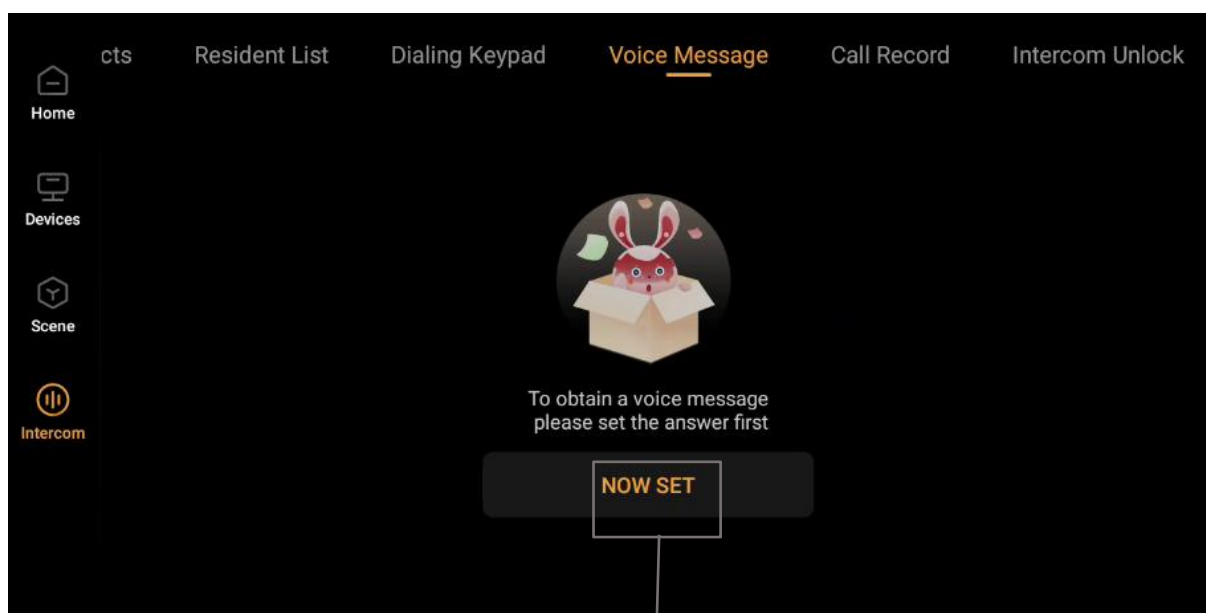 cts Resident List Dialing Keypad Voice Message Call Record Intercom Unlock
Home
Devices
Scene
Intercom
To obtain a voice message
please set the answer first
NOW SET